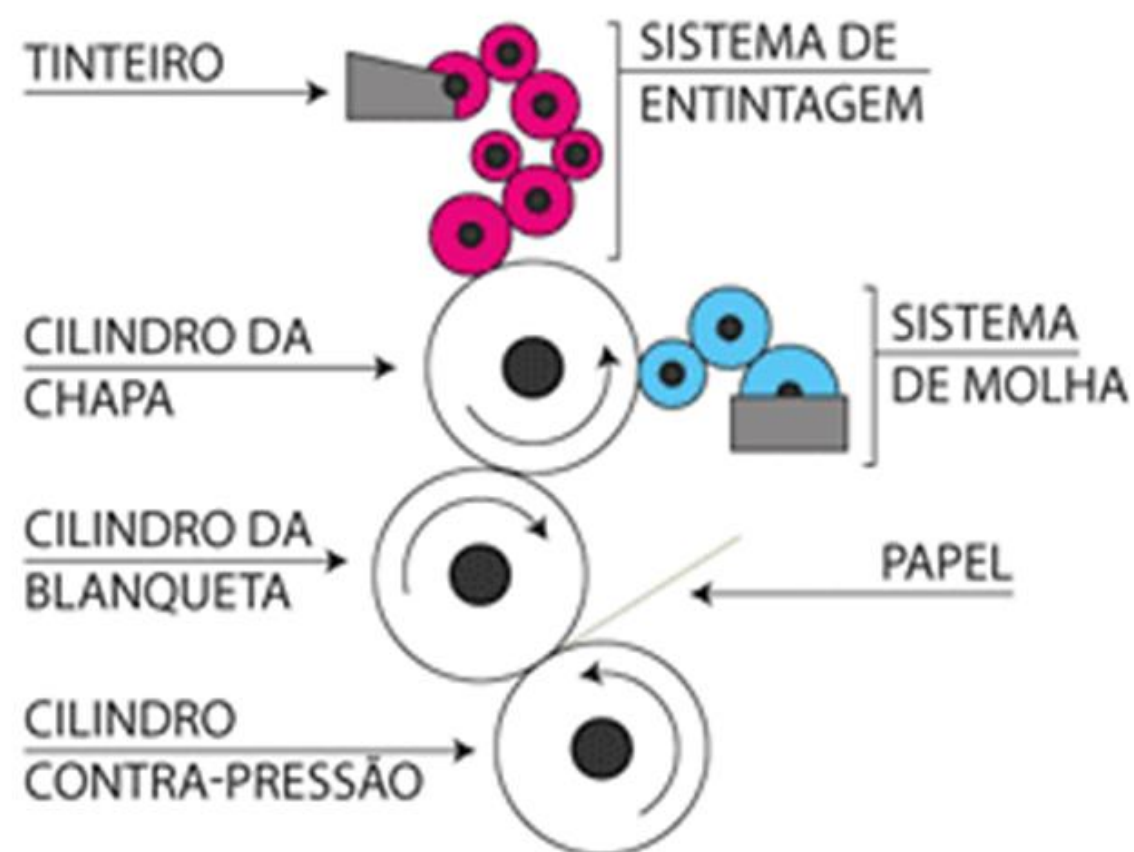 TINTEIRO
SISTEMA DE
ENTINTAGEM
CILINDRO DA
CHAPA
SISTEMA
DE MOLHA
CILINDRO DA
BLANQUETA
PAPEL
CILINDRO
CONTRA-PRESSÃO